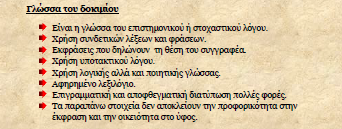 Γλώσσα του δοκιμίου
Είναι η γλώσσα του επιστημονικού ή στοχαστικού λόγου.
Χρήση συνδετικών λέξεων και φράσεων.
Εκφράσεις που δηλώνουν τη θέση του συγγραφέα.
Χρήση υποτακτικού λόγου.
Χρήση λογικής αλλά και ποιητικής γλώσσας.
Αφηρημένο λεξιλόγιο.
Επιγραμματική και αποφθεγματική διατύπωση πολλές φορές.
Τα παραπάνω στοιχεία δεν αποκλείουν την προφορικότητα στην
έκφραση και την οικειότητα στο ύφος.